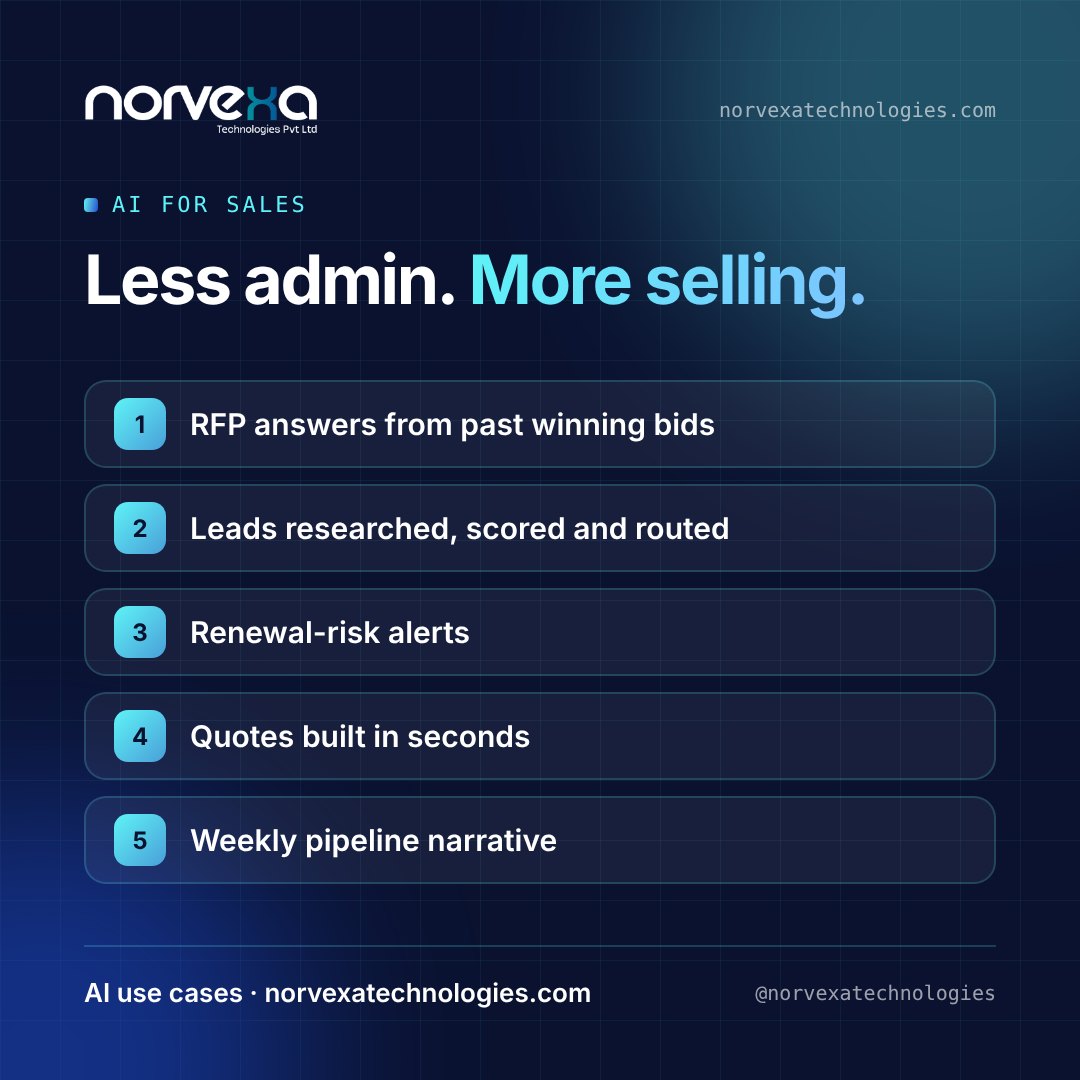 norvexa
Technologies Pvt Ltd
norvexatechnologies.com
AI FOR SALES
Less admin. More selling.
1 RFP answers from past winning bids
2 Leads researched, scored and routed
3 Renewal-risk alerts
4 Quotes built in seconds
5 Weekly pipeline narrative
AI use cases · norvexatechnologies.com
@norvexatechnologies